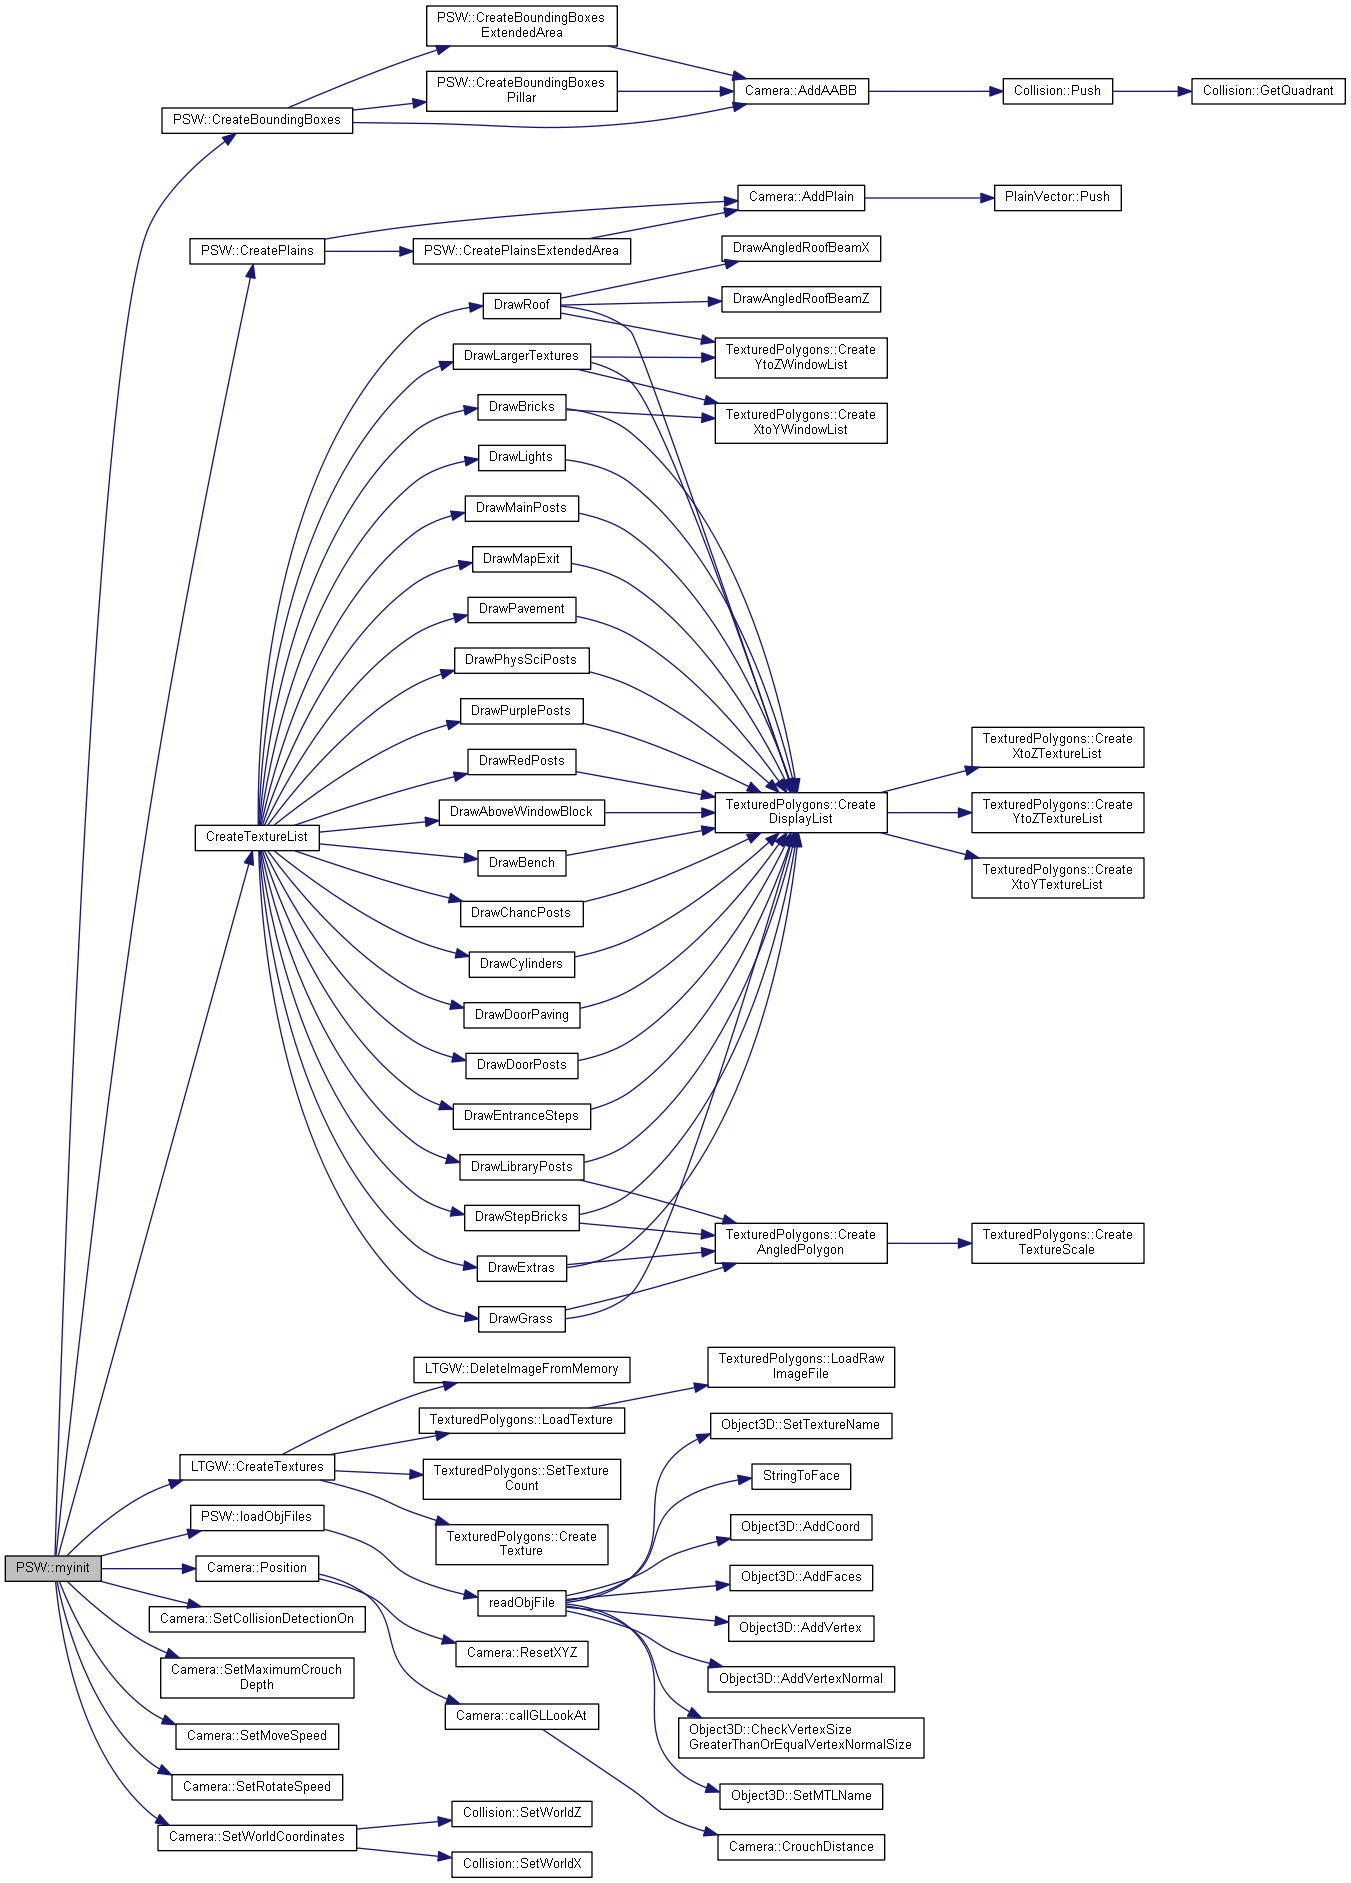 PSW::CreateBoundingBoxes
ExtendedArea
PSW::CreateBoundingBoxes
Pillar
Camera::AddAABB
Collision::Push
Collision::GetQuadrant
PSW::CreateBoundingBoxes
Camera::AddPlain
PlainVector::Push
PSW::CreatePlains
PSW::CreatePlainsExtendedArea
DrawAngledRoofBeamX
DrawAngledRoofBeamZ
DrawRoof
TexturedPolygons::Create
YtoZWindowList
DrawLargerTextures
TexturedPolygons::Create
XtoYWindowList
DrawBricks
DrawLights
DrawMainPosts
DrawMapExit
DrawPavement
DrawPhysSciPosts
DrawPurplePosts
DrawRedPosts
TexturedPolygons::Create
XtoZTextureList
DrawAboveWindowBlock
TexturedPolygons::Create
DisplayList
TexturedPolygons::Create
YtoZTextureList
CreateTextureList
DrawBench
TexturedPolygons::Create
XtoYTextureList
DrawChancPosts
DrawCylinders
DrawDoorPaving
DrawDoorPosts
DrawEntranceSteps
DrawLibraryPosts
DrawStepBricks
TexturedPolygons::Create
AngledPolygon
TexturedPolygons::Create
TextureScale
DrawExtras
DrawGrass
LTGW::DeleteImageFromMemory
TexturedPolygons::LoadRaw
ImageFile
TexturedPolygons::LoadTexture
Object3D::SetTextureName
LTGW::CreateTextures
TexturedPolygons::SetTexture
Count
StringToFace
PSW::loadObjFiles
TexturedPolygons::Create
Texture
Object3D::AddCoord
PSW::myinit
Camera::Position
Object3D::AddFaces
readObjFile
Camera::SetCollisionDetectionOn
Object3D::AddVertex
Camera::ResetXYZ
Camera::SetMaximumCrouch
Depth
Object3D::AddVertexNormal
Camera::callGLLookAt
Camera::SetMoveSpeed
Object3D::CheckVertexSize
GreaterThanOrEqualVertexNormalSize
Camera::SetRotateSpeed
Object3D::SetMTLName
Collision::SetWorldZ
Camera::SetWorldCoordinates
Camera::CrouchDistance
Collision::SetWorldX